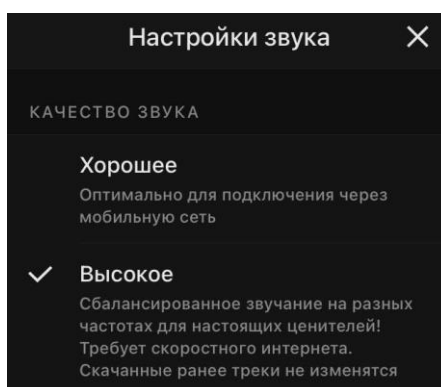 Настройки звука
КАЧЕСТВО ЗВУКА
Хорошее
Оптимально для подключения через
мобильную сеть
Высокое
Сбалансированное звучание на разных
частотах для настоящих ценителей!
Требует скоростного интернета.
Скачанные ранее треки не изменятся